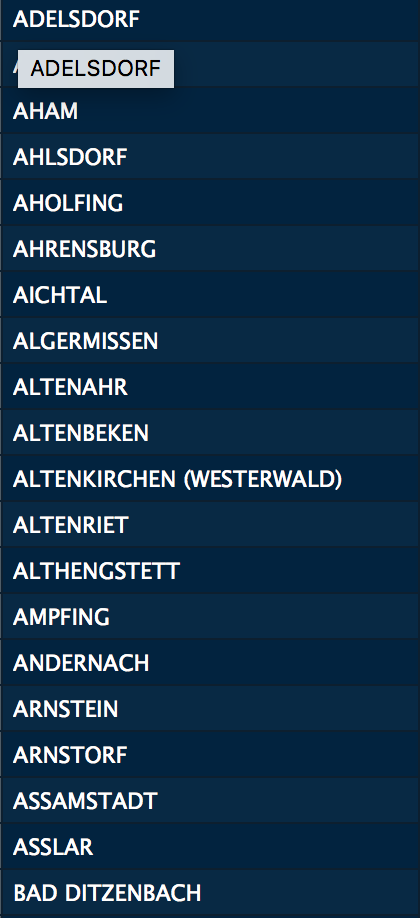 ADELSDORF
ADELSDORF
AHAM
AHLSDORF
AHOLFING
AHRENSBURG
AICHTAL
ALGERMISSEN
ALTENAHR
ALTENBEKEN
ALTENKIRCHEN (WESTERWALD)
ALTENRIET
ALTHENGSTETT
AMPFING
ANDERNACH
ARNSTEIN
ARNSTORF
ASSAMSTADT
ASSLAR
BAD DITZENBACH